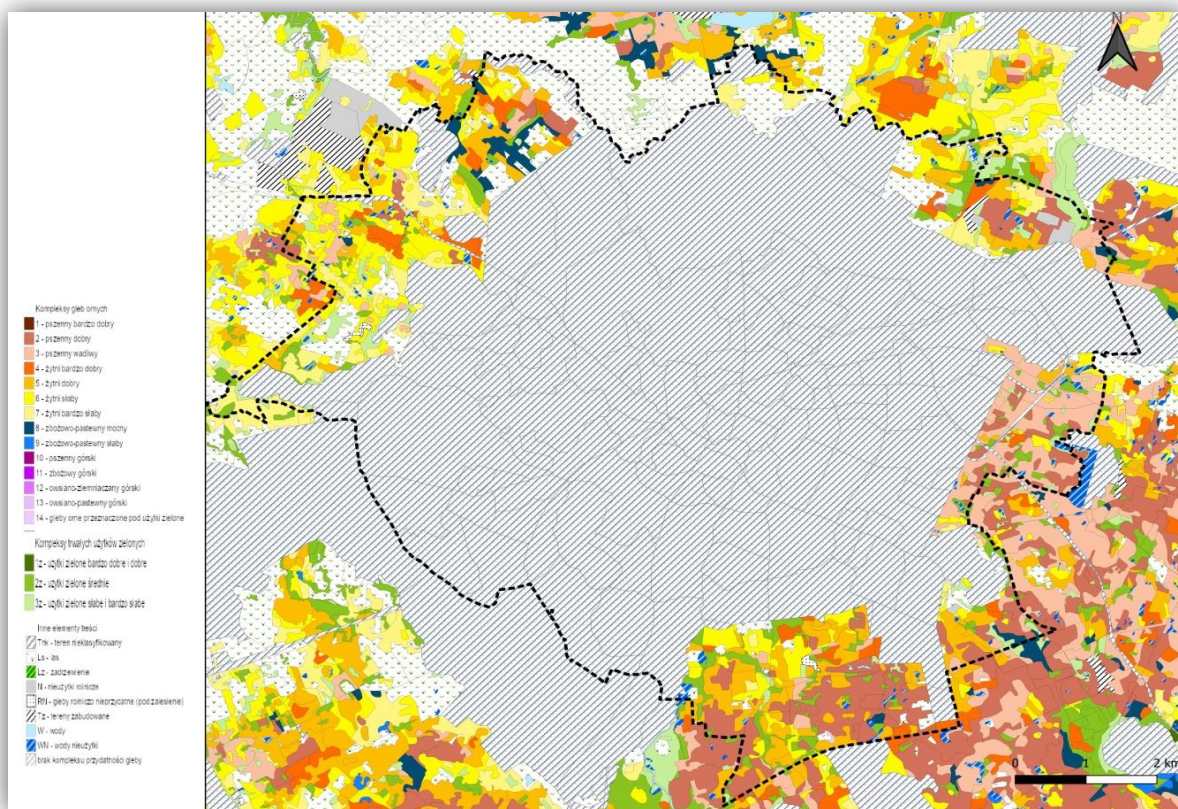 N
Kompleksy gleb ornych
1 - pszenny bardzo dobry
2 - pszenny dobry
3 - pszenny wadliwy
4 - żytni bardzo dobry
5 - żytni dobry
6 - żytni słaby
7 - żytni bardzo słaby
8 - zbożowo-pastewny mocny
9 - zbożowo-pastewny słaby
10 - pszenny górski
11 - zbożowy górski
12 - owsiano-ziemniaczany górski
13 - owsiano-pastewny górski
14 - gleby orne przeznaczone pod użytki zielone
Kompleksy trwałych użytków zielonych
1z - użytki zielone bardzo dobre i dobre
2z - użytki zielone średnie
3z - użytki zielone słabe i bardzo słabe
Inne elementy treści
Tnk - teren nieklasyfikowany
Ls - las
Lz - zadrzewienie
N - nieużytki rolnicze
RN - gleby rolniczo nieprzydatne (pod zalesienie)
Tz - tereny zabudowane
W - wody
WN - wody nieużytki
brak kompleksu przydatności gleby
0 1 2 km